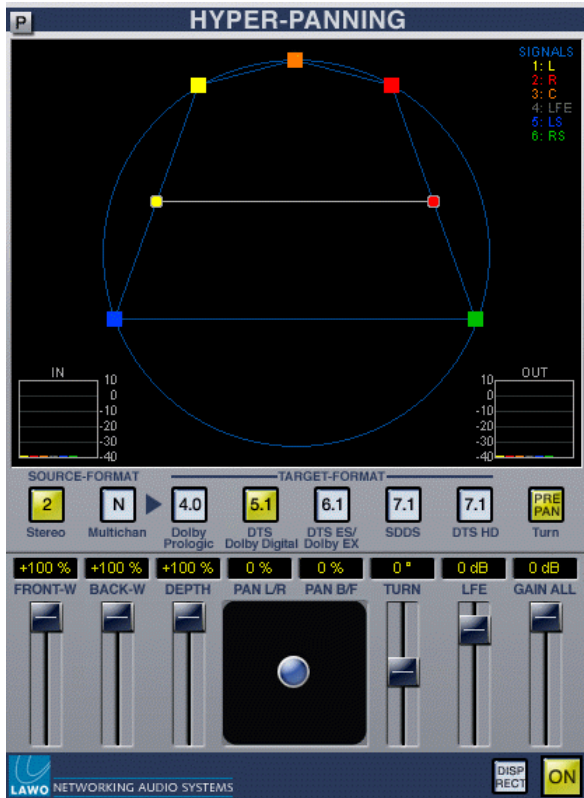 P HYPER-PANNING
SIGNALS
1: L
2: R
3: C
4: LFE
5: LS
6: RS
IN
10
0
-10
-20
-30
-40
OUT
10
0
-10
-20
-30
-40
SOURCE-FORMAT TARGET-FORMAT
2 N 4.0 5.1 6.1 7.1 7.1 PRE PAN
Stereo Multichan Dolby Prologic DTS Dolby Digital DTS ES/ Dolby EX SDDS DTS HD Turn
+100 % +100 % +100 % 0 % 0 % 0 ° 0 dB 0 dB
FRONT-W BACK-W DEPTH PAN L/R PAN B/F TURN LFE GAIN ALL
LAWO NETWORKING AUDIO SYSTEMS
DISP RECT ON